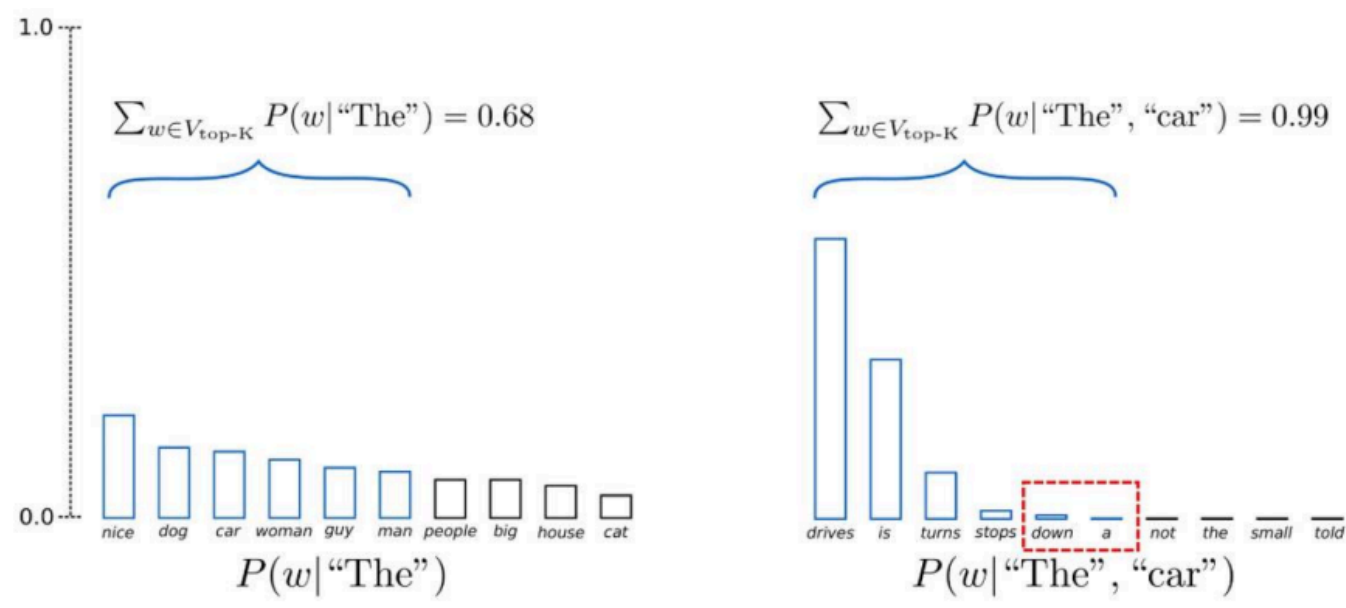 1.0
∑w∈Vtop-K P(w|“The”) = 0.68
0.0
nice dog car woman guy man people big house cat
P(w|“The”)
∑w∈Vtop-K P(w|“The”, “car”) = 0.99
drives is turns stops down a not the small told
P(w|“The”, “car”)